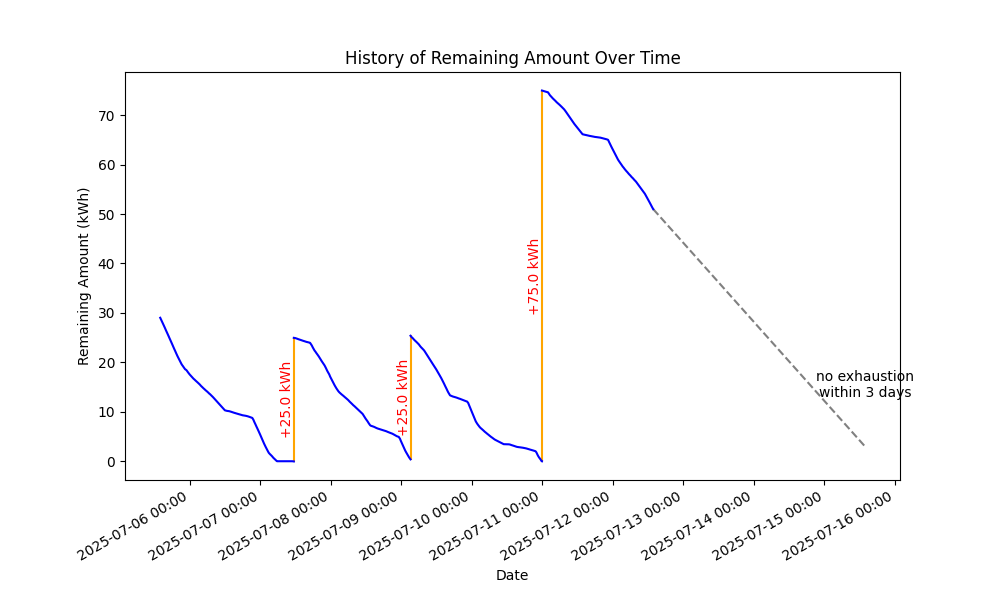 History of Remaining Amount Over Time
Remaining Amount (kWh)
70
60
50
40
30
20
10
0
+25.0 kWh
+25.0 kWh
+75.0 kWh
no exhaustion
within 3 days
2025-07-06 00:00
2025-07-07 00:00
2025-07-08 00:00
2025-07-09 00:00
2025-07-10 00:00
2025-07-11 00:00
2025-07-12 00:00
2025-07-13 00:00
2025-07-14 00:00
2025-07-15 00:00
2025-07-16 00:00
Date